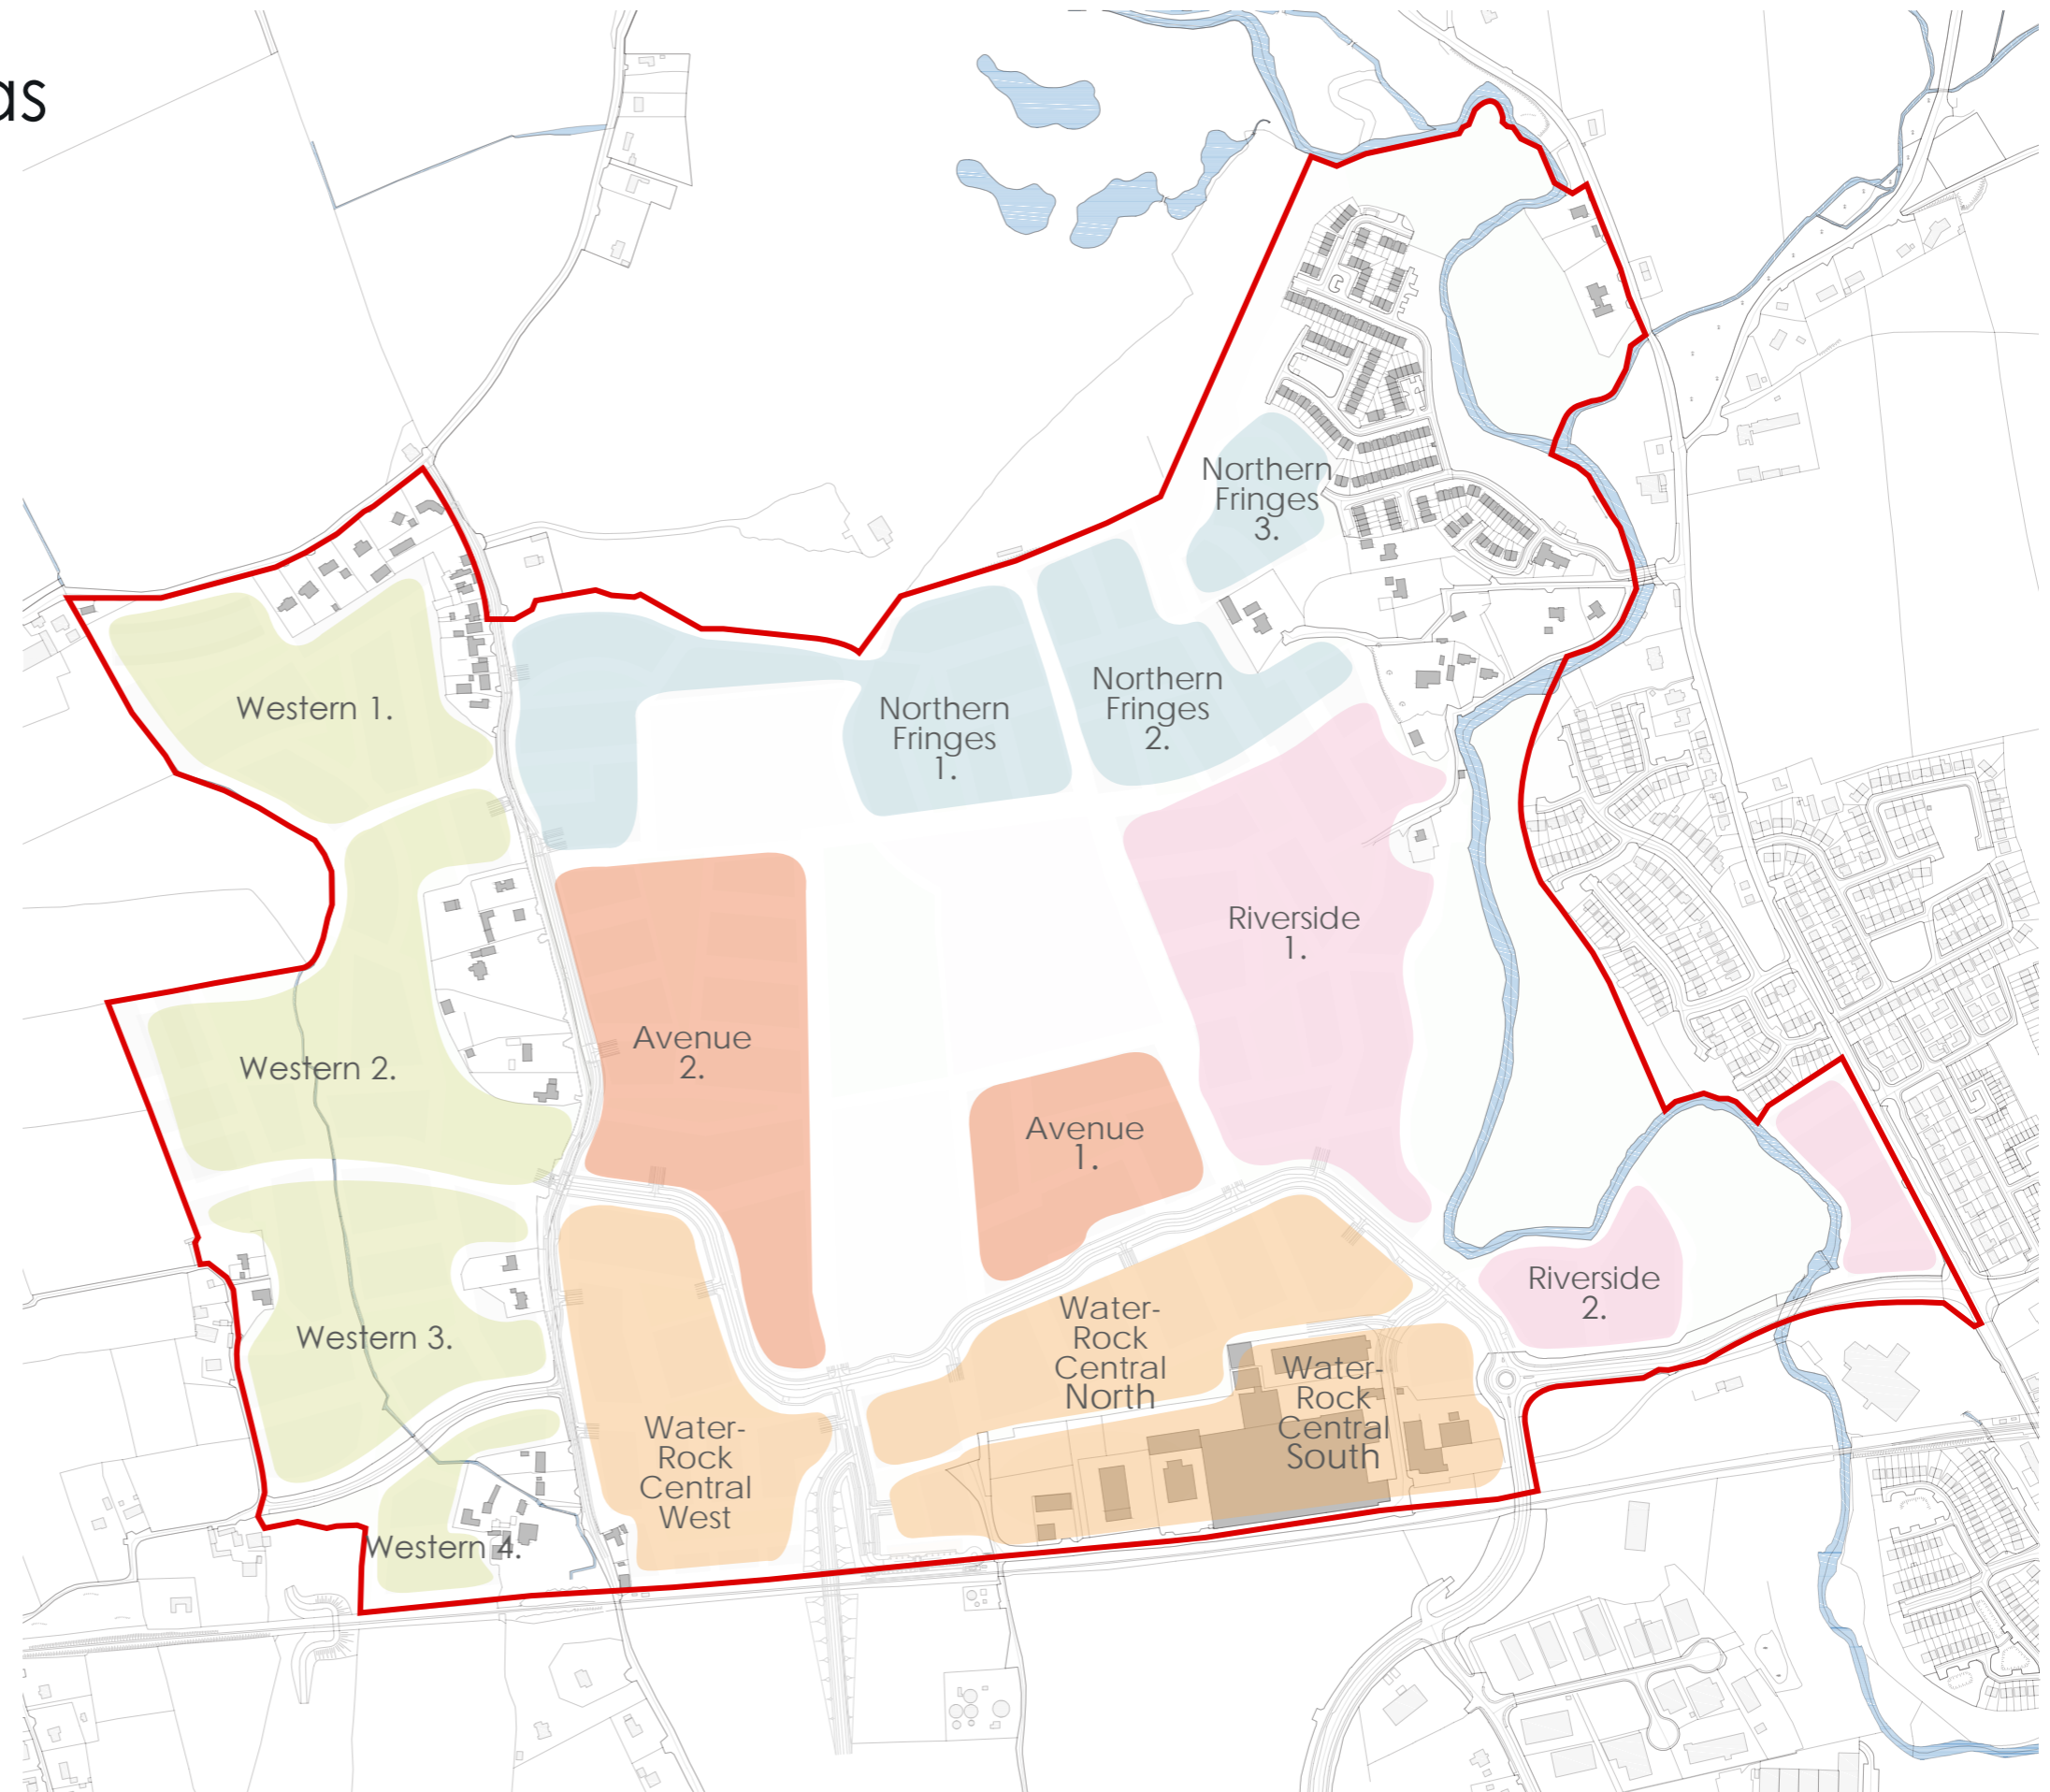 as
Northern
Fringes
3.
Western 1.
Northern
Fringes
1.
Northern
Fringes
2.
Riverside
1.
Avenue
2.
Western 2.
Avenue
1.
Riverside
2.
Western 3.
Water-
Rock
Central
North
Water-
Rock
Central
South
Water-
Rock
Central
West
Western 4.